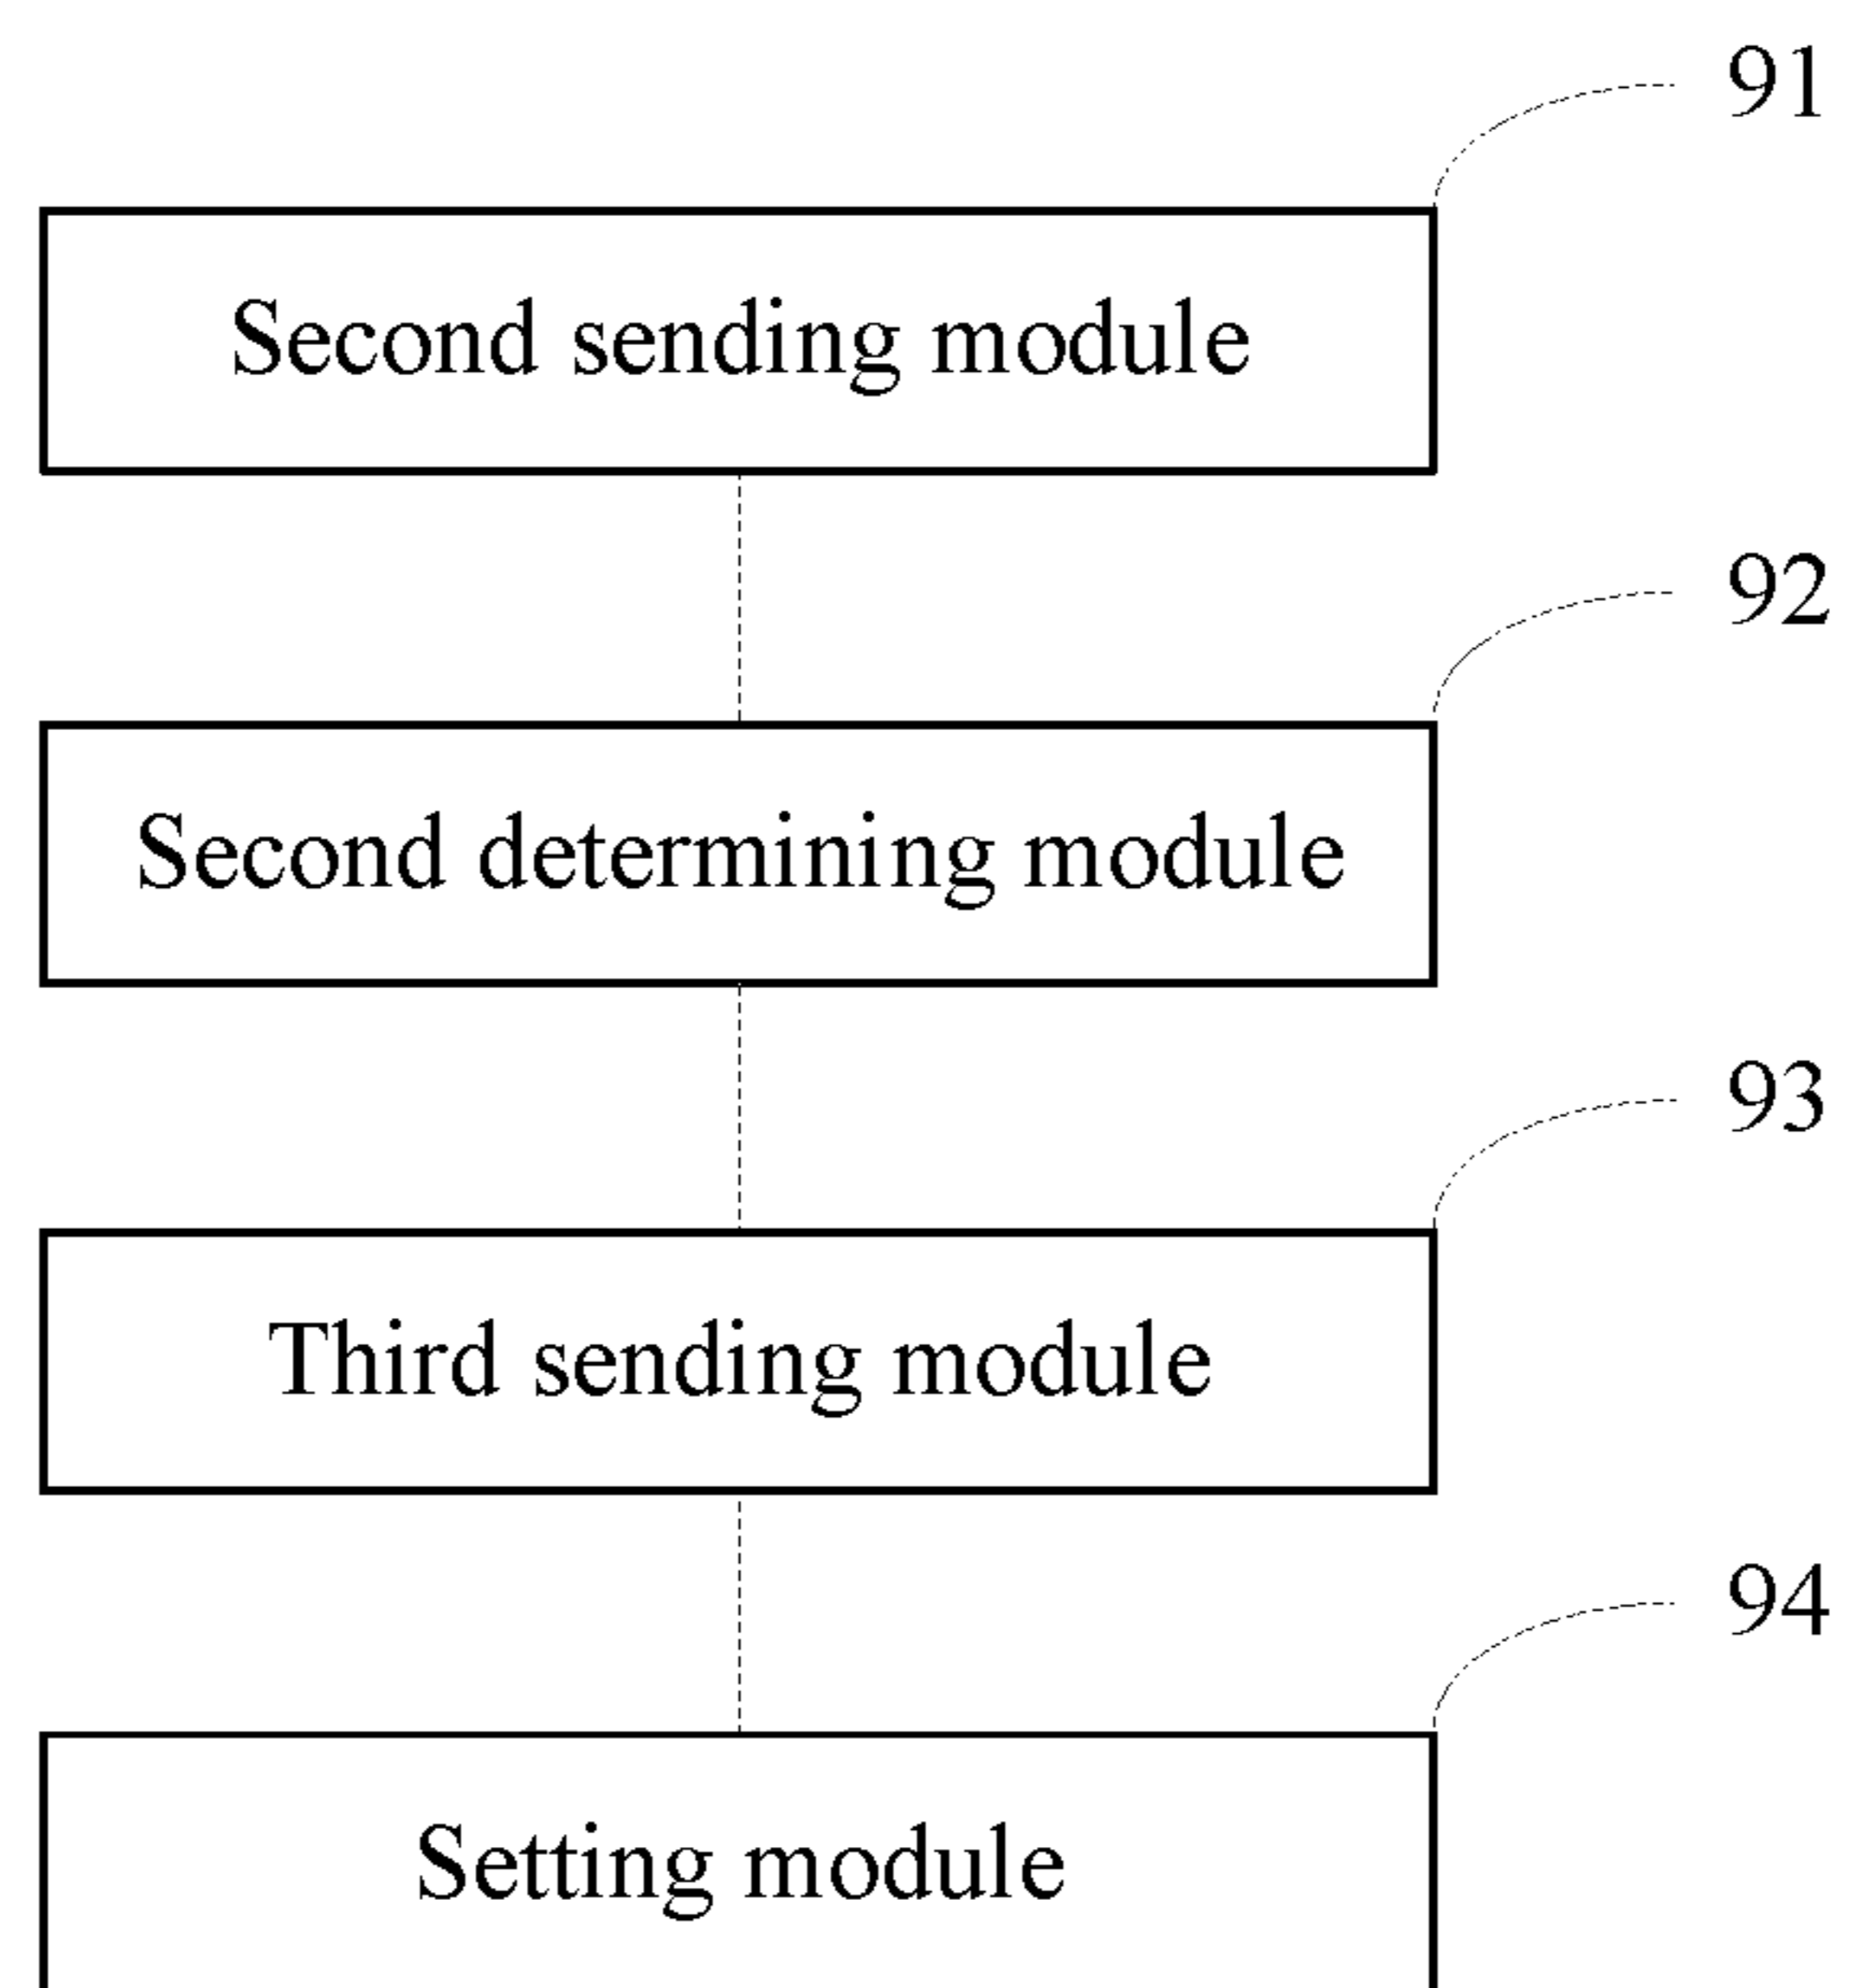 91
Second sending module
92
Second determining module
93
Third sending module
94
Setting module